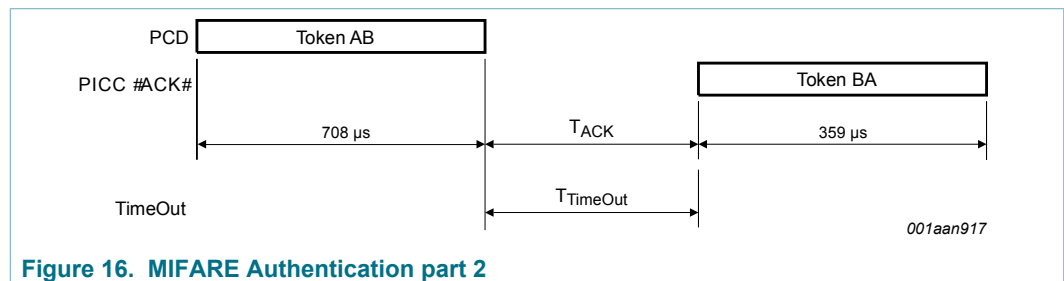 PCD Token AB
PICC #ACK# Token BA
708 µs TACK 359 µs
TimeOut TTimeOut
001aan917
Figure 16. MIFARE Authentication part 2